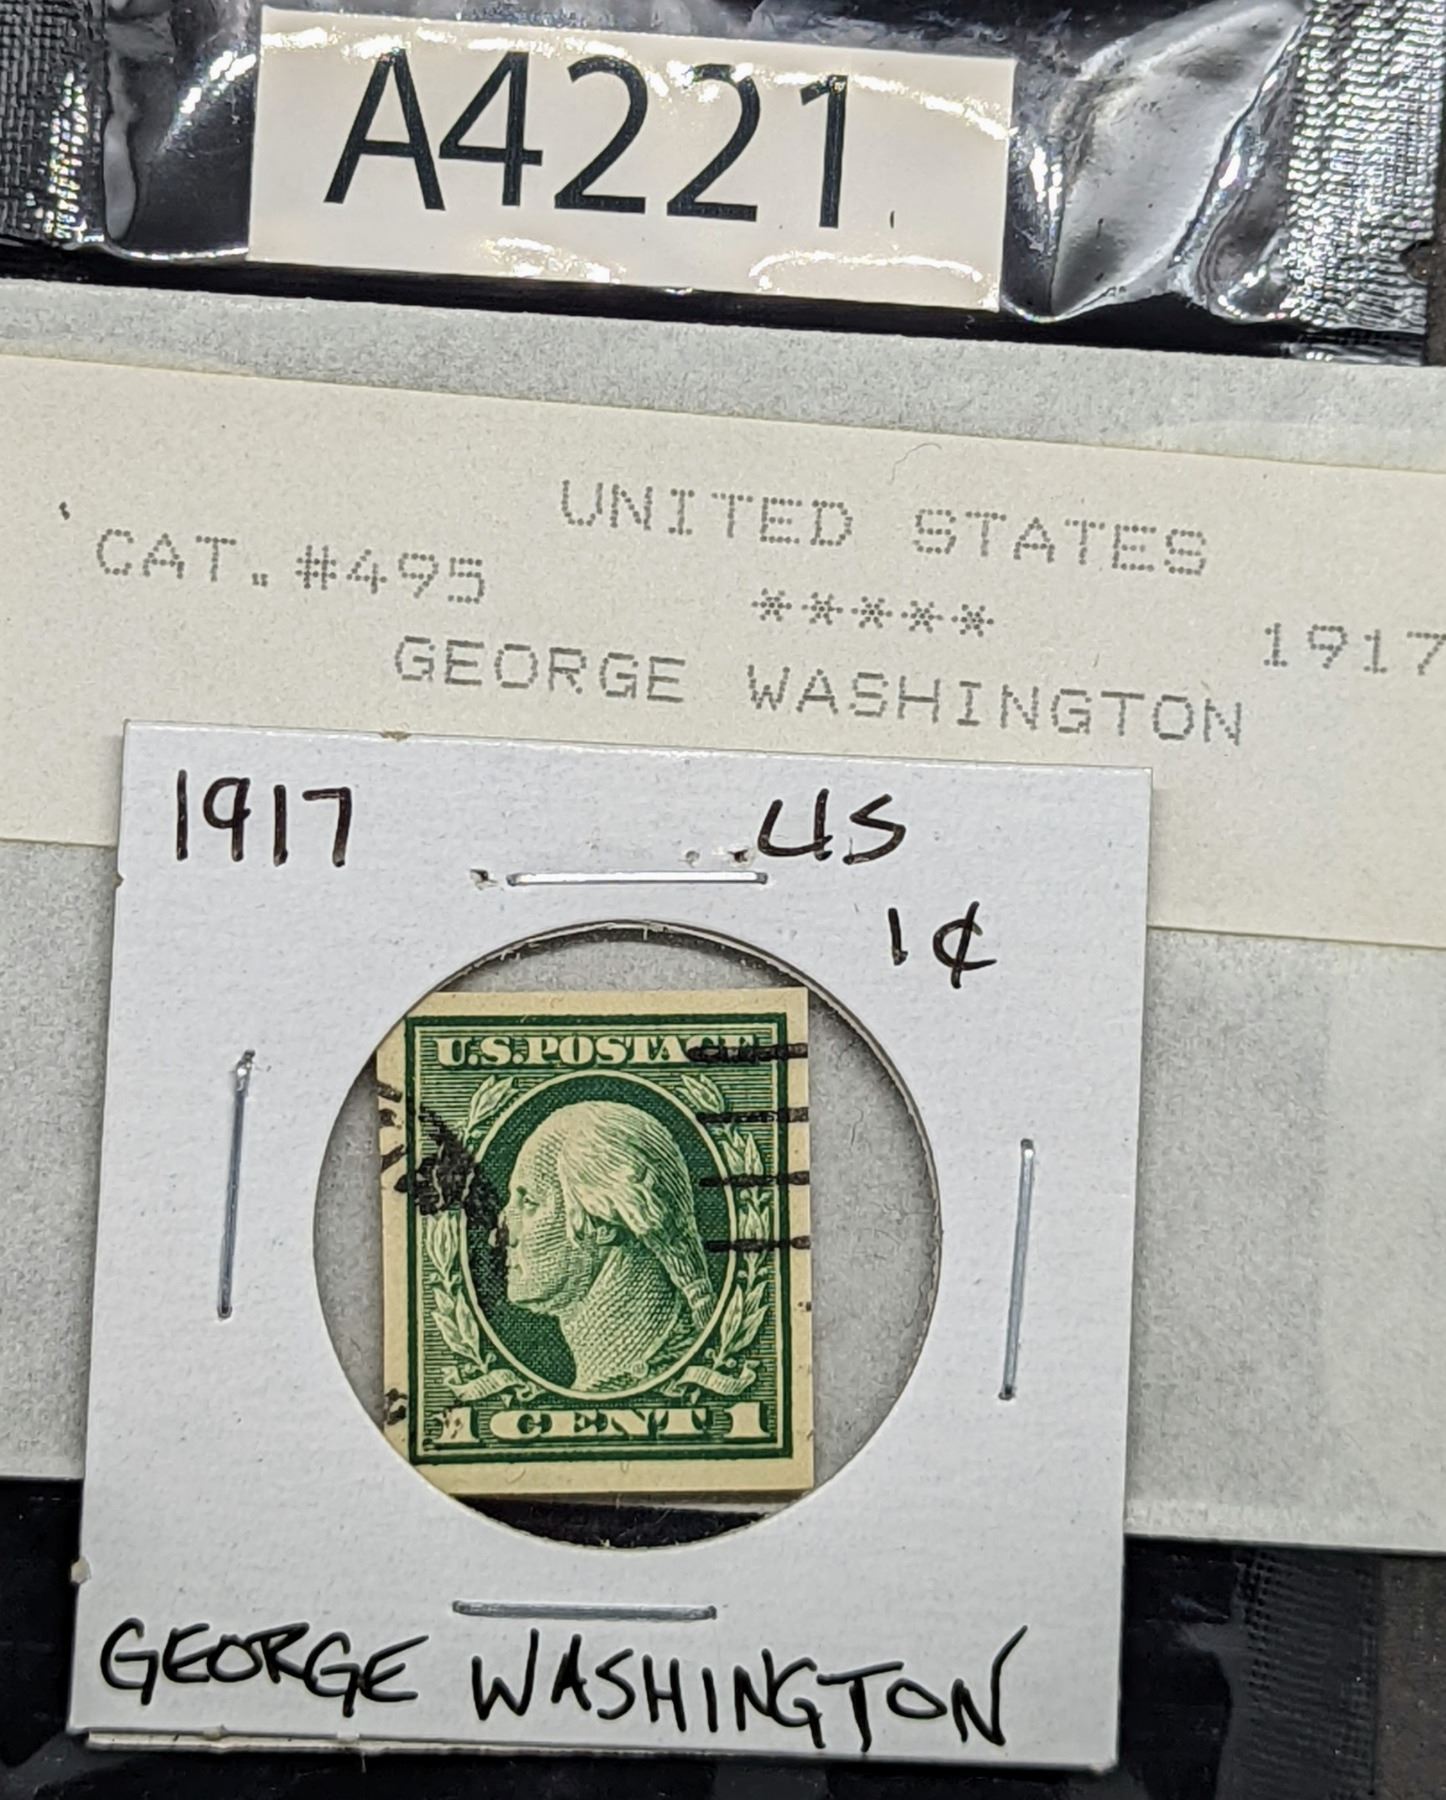 A4221
UNITED STATES
CAT.#495 ***** 1917
GEORGE WASHINGTON
1917 US
1¢
U.S.POSTAGE
1 CENT 1
GEORGE WASHINGTON